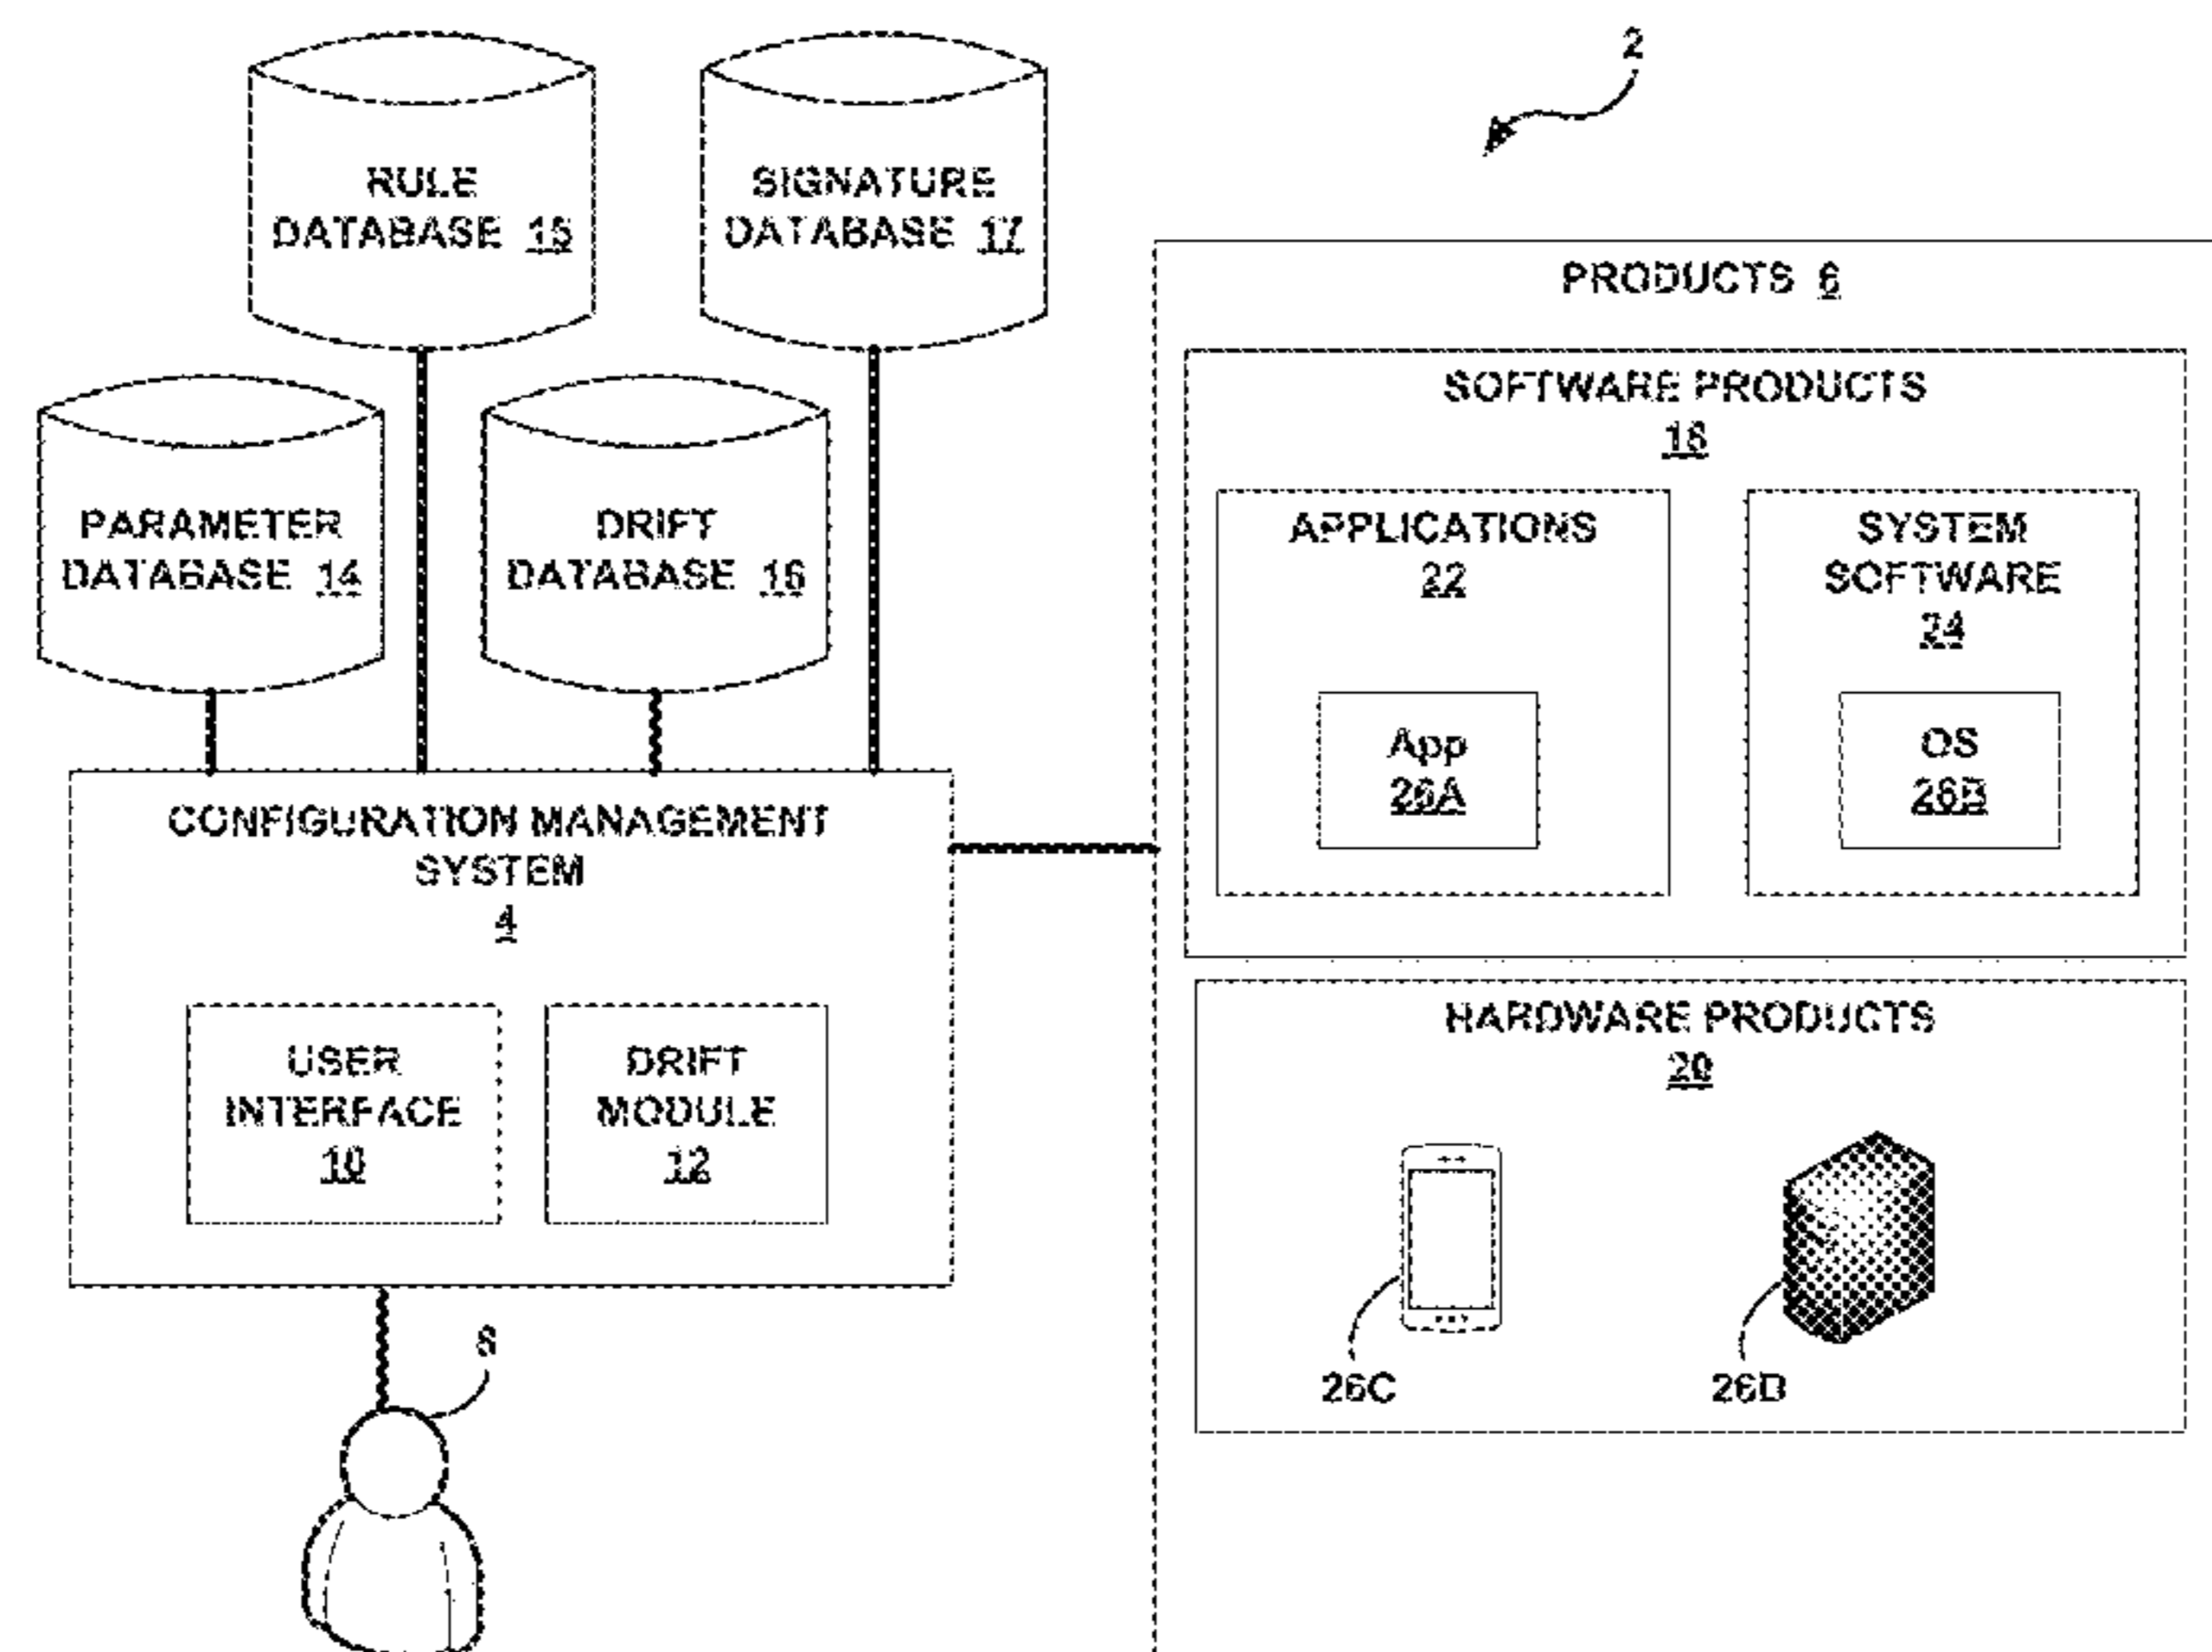 2
RULE
DATABASE 15
SIGNATURE
DATABASE 17
PARAMETER
DATABASE 14
DRIFT
DATABASE 16
CONFIGURATION MANAGEMENT
SYSTEM
4
USER
INTERFACE
10
DRIFT
MODULE
12
8
PRODUCTS 6
SOFTWARE PRODUCTS
18
APPLICATIONS
22
App
26A
SYSTEM
SOFTWARE
24
OS
26B
HARDWARE PRODUCTS
20
26C
26D